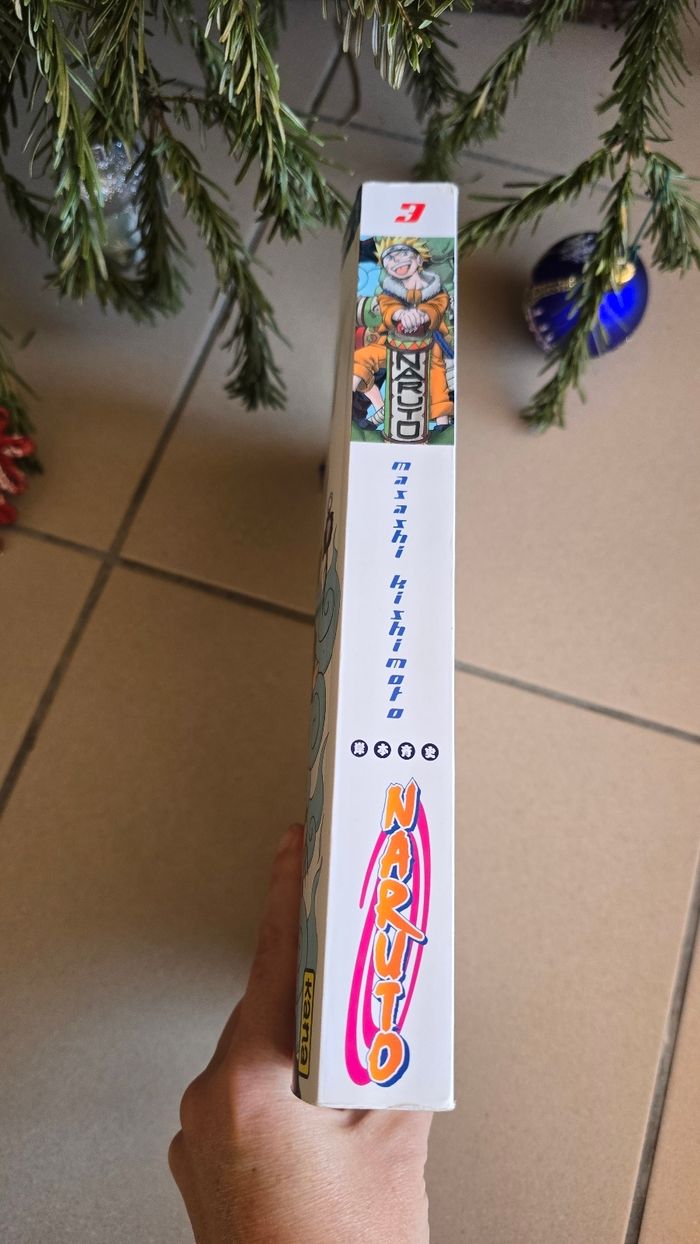 3
NARUTO
masashi kishimoto
岸本斉史
NARUTO
kana